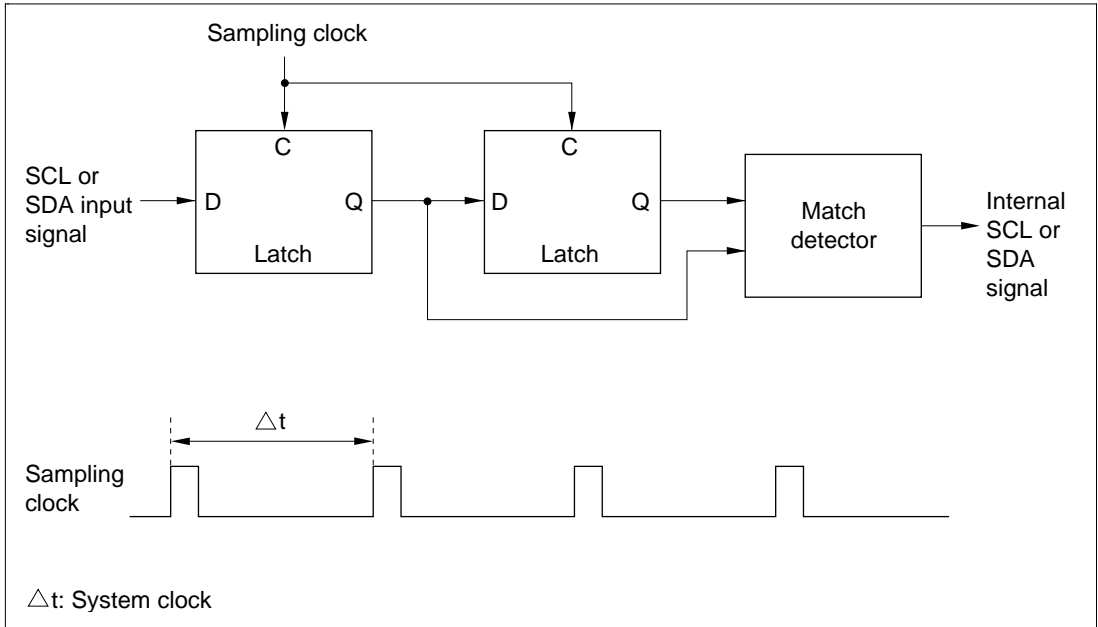 Sampling clock
C
C
SCL or
SDA input
signal
D
Q
D
Q
Latch
Latch
Match
detector
Internal
SCL or
SDA
signal
△t
Sampling
clock
△t: System clock